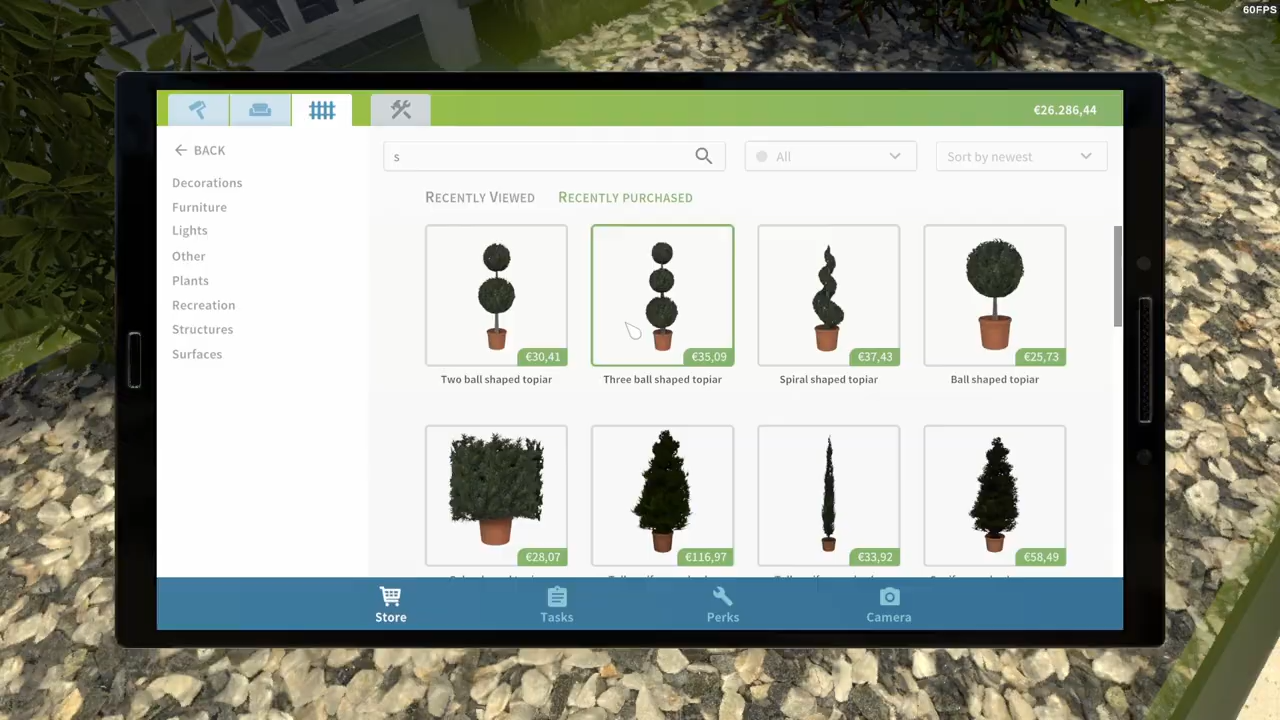 60FPS
€26.286,44
BACK
s
All
Sort by newest
Decorations
Furniture
Lights
Other
Plants
Recreation
Structures
Surfaces
RECENTLY VIEWED
RECENTLY PURCHASED
€30,41
€35,09
€37,43
€25,73
Two ball shaped topiar
Three ball shaped topiar
Spiral shaped topiar
Ball shaped topiar
€28,07
€116,97
€33,92
€58,49
Store
Tasks
Perks
Camera